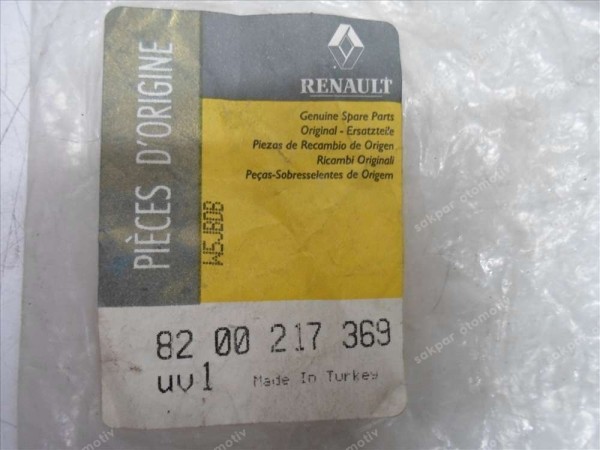 RENAULT
PIÈCES D'ORIGINE
Genuine Spare Parts
Original - Ersatzteile
Piezas de Recambio de Origen
Ricambi Originali
Peças-Sobresselentes de Origem
W5JBDB
82 00 217 369
uv1 Made In Turkey
sakpar otomotiv